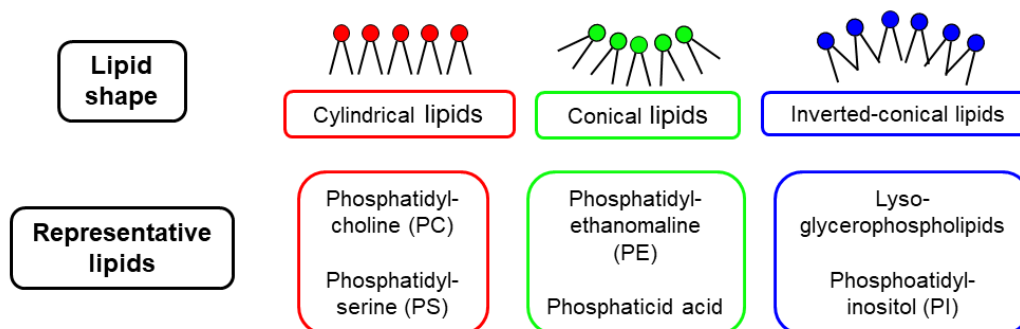 Lipid
shape
Cylindrical lipids
Conical lipids
Inverted-conical lipids
Representative
lipids
Phosphatidyl-
choline (PC)
Phosphatidyl-
serine (PS)
Phosphatidyl-
ethanomaline
(PE)
Phosphaticid acid
Lyso-
glycerophospholipids
Phosphoatidyl-
inositol (PI)